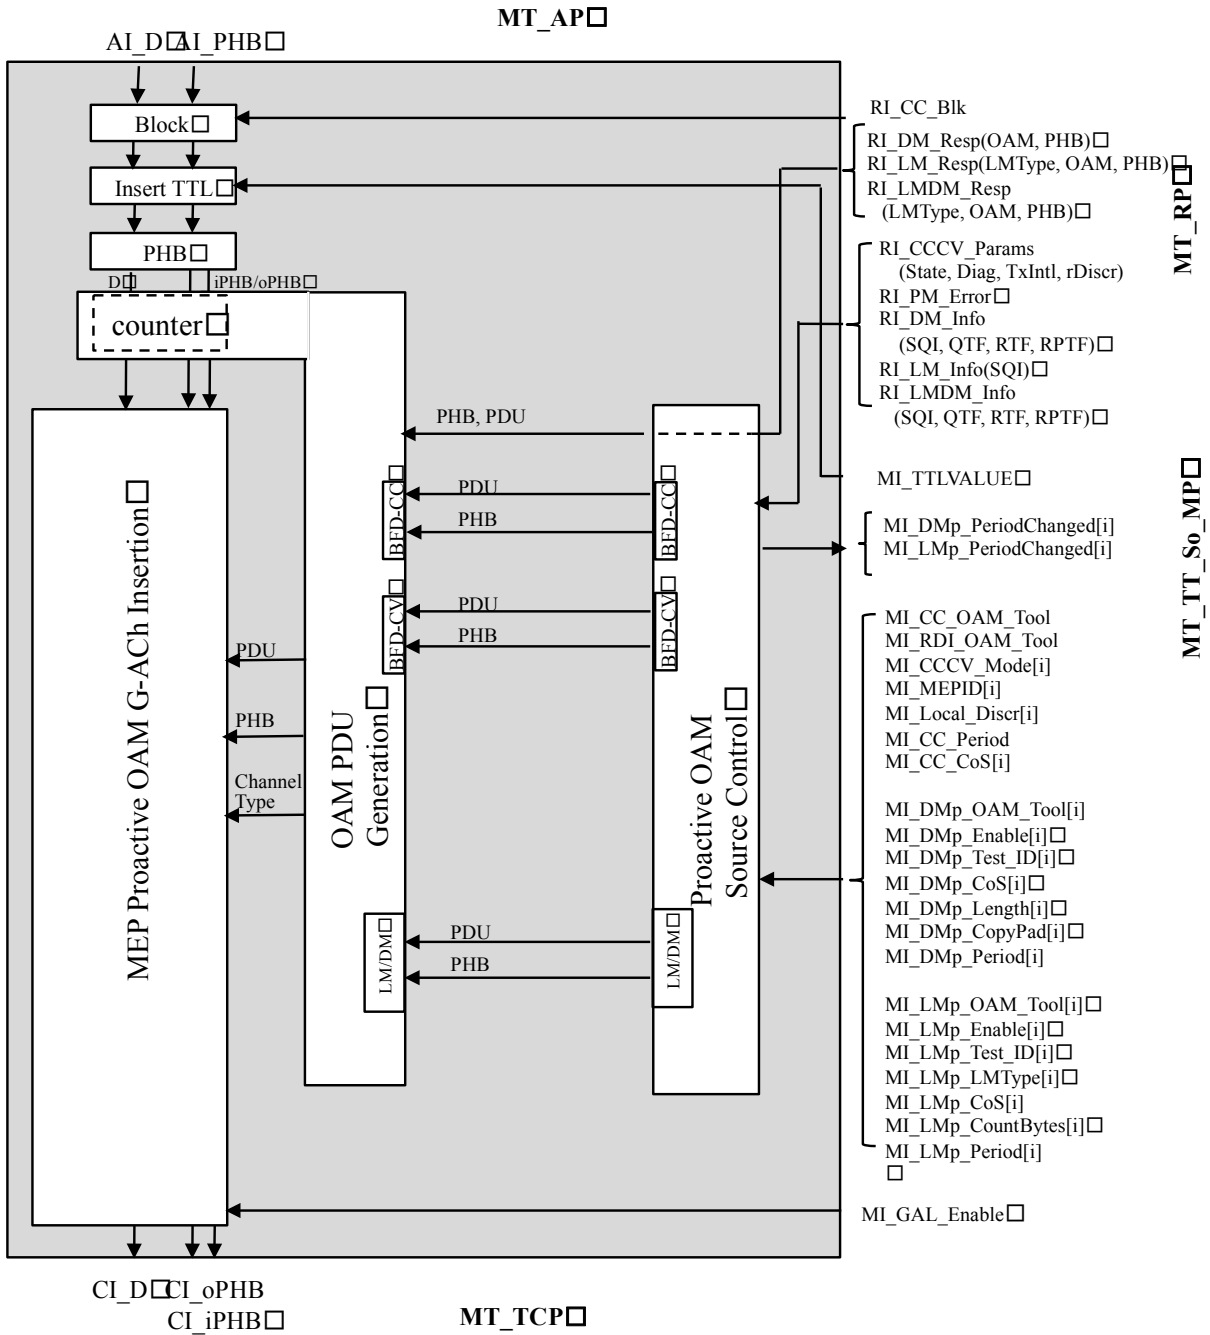 MT_AP
AI_D AI_PHB
Block
Insert TTL
PHB
D iPHB/oPHB
counter
MEP Proactive OAM G-ACh Insertion
PDU
PHB
Channel
Type
OAM PDU
Generation
BFD-CC
BFD-CV
LM/DM
PHB, PDU
PDU
PHB
PDU
PHB
PDU
PHB
BFD-CC
BFD-CV
LM/DM
Proactive OAM
Source Control
RI_CC_Blk
RI_DM_Resp(OAM, PHB)
RI_LM_Resp(LMType, OAM, PHB)
RI_LMDM_Resp
(LMType, OAM, PHB)
RI_CCCV_Params
(State, Diag, TxIntl, rDiscr)
RI_PM_Error
RI_DM_Info
(SQI, QTF, RTF, RPTF)
RI_LM_Info(SQI)
RI_LMDM_Info
(SQI, QTF, RTF, RPTF)
MI_TTLVALUE
MI_DMp_PeriodChanged[i]
MI_LMp_PeriodChanged[i]
MI_CC_OAM_Tool
MI_RDI_OAM_Tool
MI_CCCV_Mode[i]
MI_MEPID[i]
MI_Local_Discr[i]
MI_CC_Period
MI_CC_CoS[i]
MI_DMp_OAM_Tool[i]
MI_DMp_Enable[i]
MI_DMp_Test_ID[i]
MI_DMp_CoS[i]
MI_DMp_Length[i]
MI_DMp_CopyPad[i]
MI_DMp_Period[i]
MI_LMp_OAM_Tool[i]
MI_LMp_Enable[i]
MI_LMp_Test_ID[i]
MI_LMp_LMType[i]
MI_LMp_CoS[i]
MI_LMp_CountBytes[i]
MI_LMp_Period[i]
MI_GAL_Enable
MT_RP
MT_TT_So_MP
CI_D CI_oPHB
CI_iPHB
MT_TCP